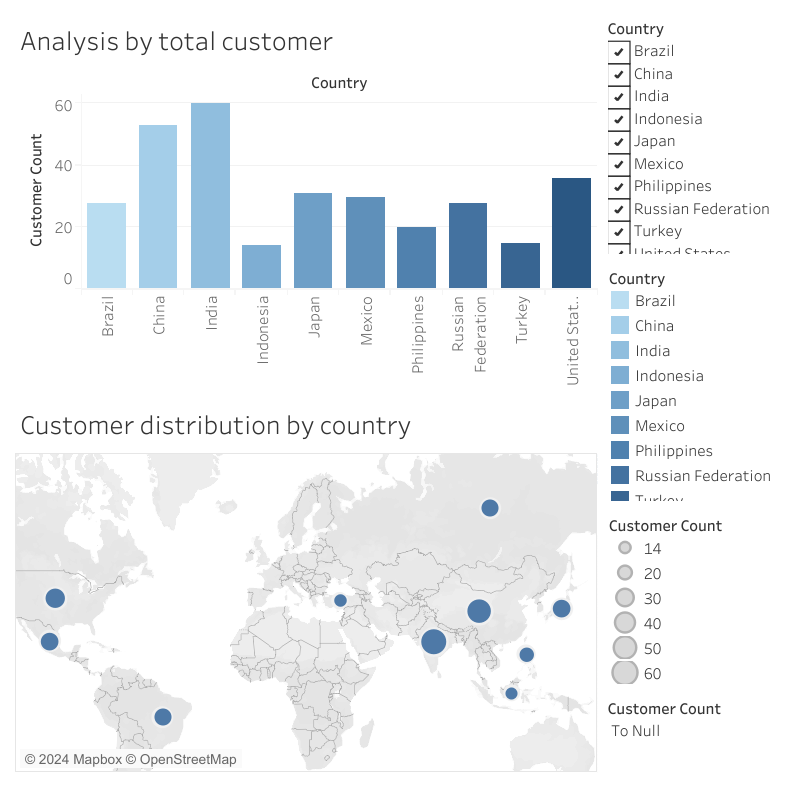 Analysis by total customer
Country
Customer Count
60
40
20
0
Brazil
China
India
Indonesia
Japan
Mexico
Philippines
Russian
Federation
Turkey
United Stat..
Country
Brazil
China
India
Indonesia
Japan
Mexico
Philippines
Russian Federation
Turkey
United States
Country
Brazil
China
India
Indonesia
Japan
Mexico
Philippines
Russian Federation
Turkey
Customer distribution by country
© 2024 Mapbox © OpenStreetMap
Customer Count
14
20
30
40
50
60
Customer Count
To Null